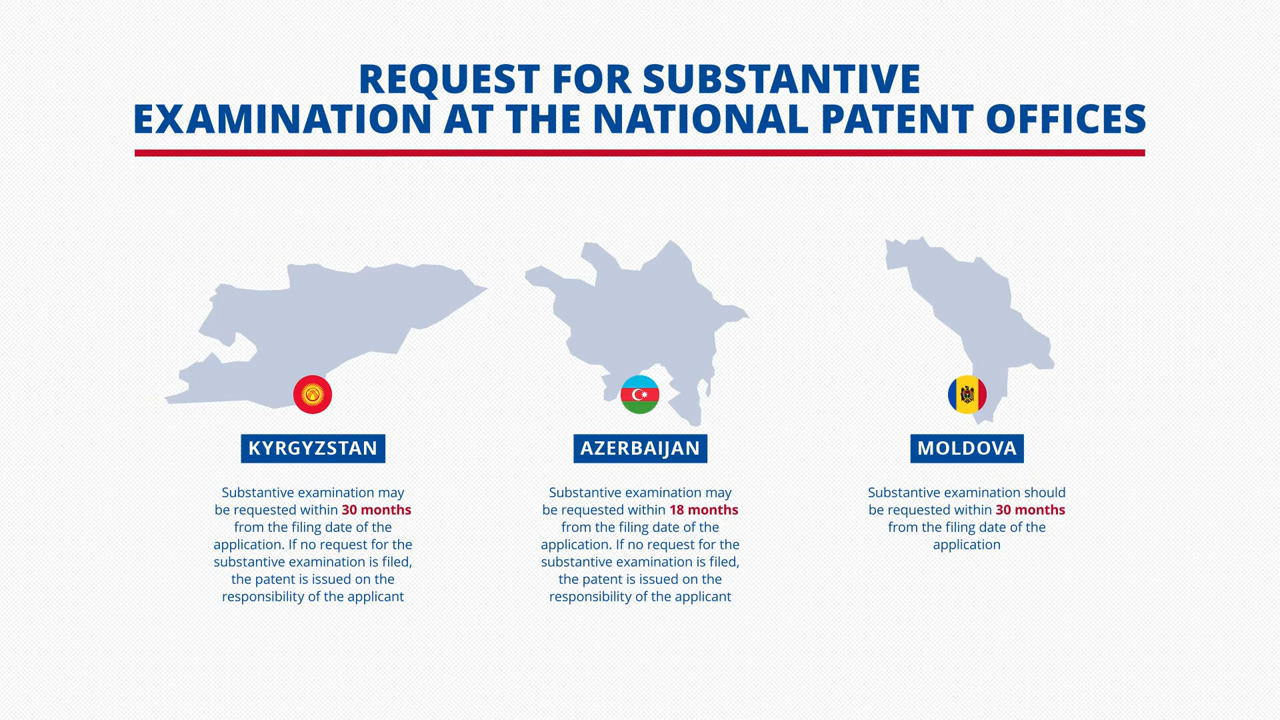 REQUEST FOR SUBSTANTIVE
EXAMINATION AT THE NATIONAL PATENT OFFICES
KYRGYZSTAN
Substantive examination may
be requested within 30 months
from the filing date of the
application. If no request for the
substantive examination is filed,
the patent is issued on the
responsibility of the applicant
AZERBAIJAN
Substantive examination may
be requested within 18 months
from the filing date of the
application. If no request for the
substantive examination is filed,
the patent is issued on the
responsibility of the applicant
MOLDOVA
Substantive examination should
be requested within 30 months
from the filing date of the
application